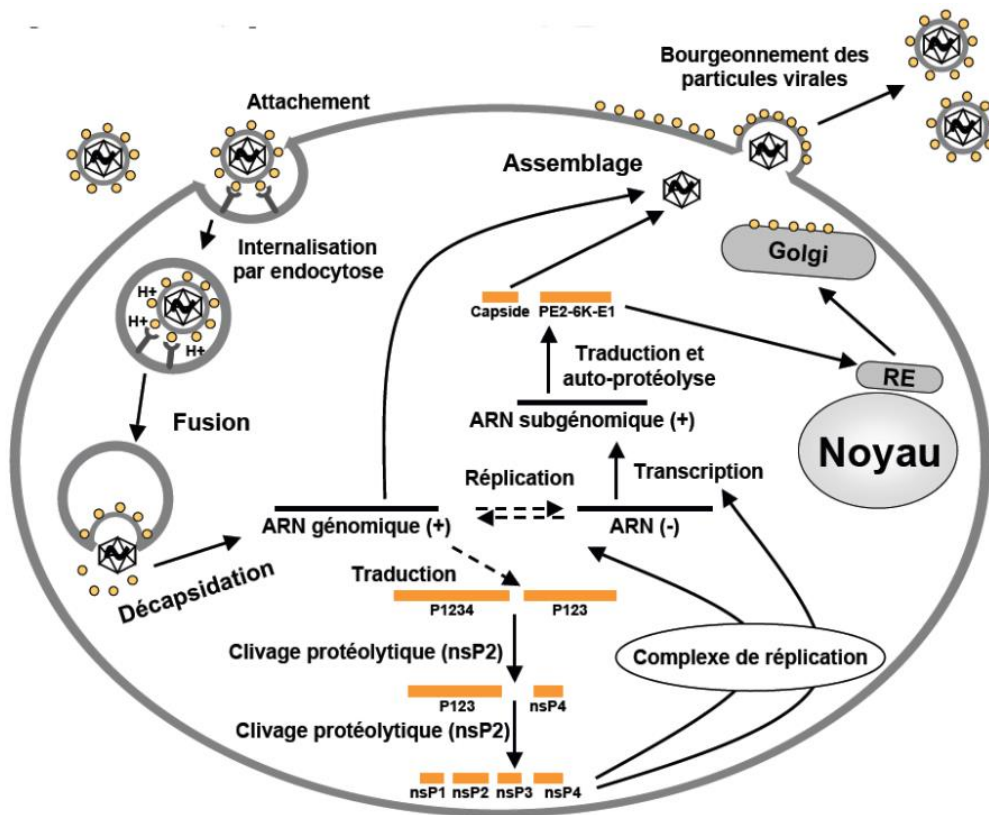 Bourgeonnement des
particules virales
Attachement
Assemblage
Internalisation
par endocytose
Golgi
H+
H+
H+
Capside
PE2-6K-E1
Traduction et
auto-protéolyse
RE
Fusion
ARN subgénomique (+)
Noyau
Réplication
Transcription
ARN génomique (+)
ARN (-)
Décapsidation
Traduction
P1234
P123
Clivage protéolytique (nsP2)
Complexe de réplication
P123
nsP4
Clivage protéolytique (nsP2)
nsP1
nsP2
nsP3
nsP4